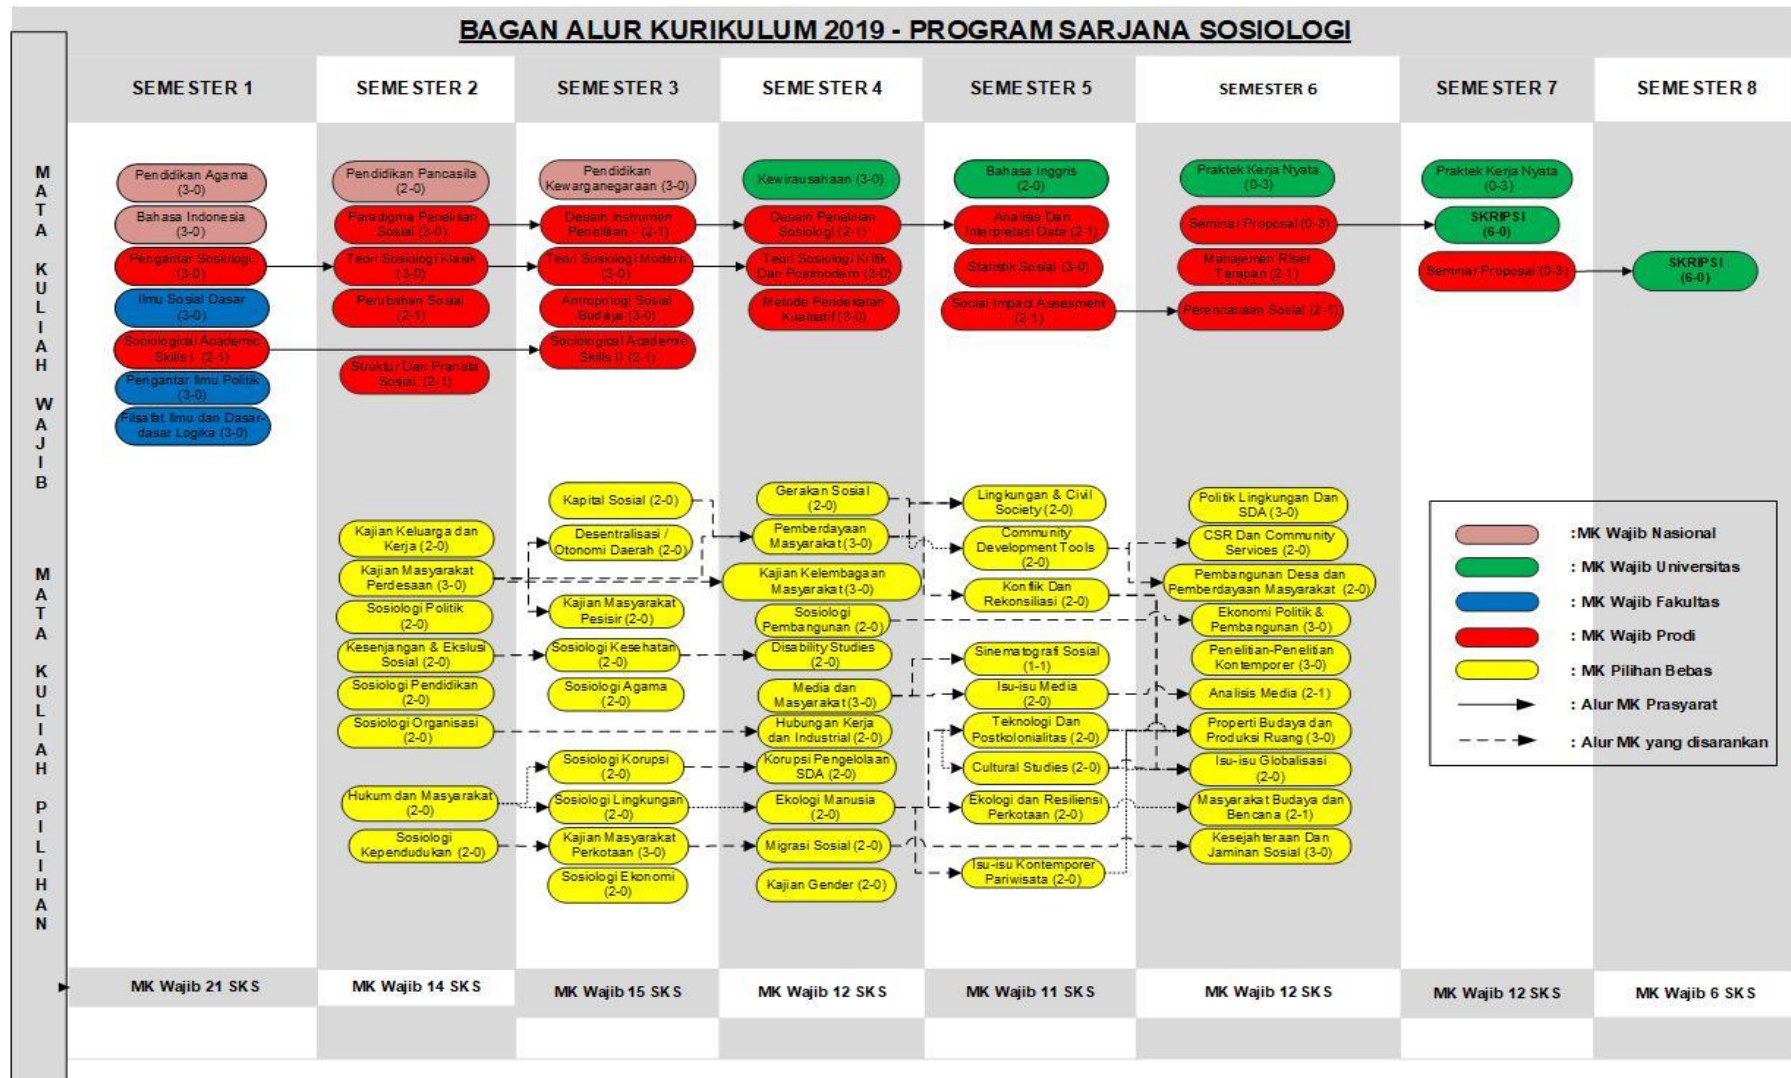 BAGAN ALUR KURIKULUM 2019 - PROGRAM SARJANA SOSIOLOGI
SEMESTER 1
SEMESTER 2
SEMESTER 3
SEMESTER 4
SEMESTER 5
SEMESTER 6
SEMESTER 7
SEMESTER 8
MATA KULIAH WAJIB
Pendidikan Agama
(3-0)
Bahasa Indonesia
(3-0)
Pengantar Sosiologi
(3-0)
Ilmu Sosial Dasar
(3-0)
Sociological Academic
Skills I (2-1)
Pengantar Ilmu Politik
(3-0)
Filsafat Ilmu dan Dasar-
dasar Logika (3-0)
Pendidikan Pancasila
(2-0)
Paradigma Penelitian
Sosial (3-0)
Teori Sosiologi Klasik
(3-0)
Perubahan Sosial
(2-1)
Struktur Dan Pranata
Sosial (2-1)
Pendidikan
Kewarganegaraan (3-0)
Desain Instrumen
Penelitian - (2-1)
Teori Sosiologi Modern
(3-0)
Antropologi Sosial
Budaya (3-0)
Sociological Academic
Skills II (2-1)
Kewirausahaan (3-0)
Desain Penelitian
Sosiologi (2-1)
Teori Sosiologi Kritik
Dan Postmodism (3-0)
Metode Pendekatan
Kualitatif (3-0)
Bahasa Inggris
(2-0)
Analisis Dan
Interpretasi Data (2-1)
Statistik Sosial (3-0)
Social Impact Assesment
(2-1)
Praktek Kerja Nyata
(0-3)
Seminar Proposal (0-3)
Manajemen Riset
Terapan (2-1)
Perencanaan Sosial (2-1)
Praktek Kerja Nyata
(0-3)
SKRIPSI
(6-0)
Seminar Proposal (0-3)
SKRIPSI
(6-0)
MATA KULIAH PILIHAN
Kajian Keluarga dan
Kerja (2-0)
Kajian Masyarakat
Perdesaan (3-0)
Sosiologi Politik
(2-0)
Kesenjangan & Ekslusi
Sosial (2-0)
Sosiologi Pendidikan
(2-0)
Sosiologi Organisasi
(2-0)
Hukum dan Masyarakat
(2-0)
Sosiologi
Kependudukan (2-0)
Kapital Sosial (2-0)
Desentralisasi /
Otonomi Daerah (2-0)
Kajian Masyarakat
Pesisir (2-0)
Sosiologi Kesehatan
(2-0)
Sosiologi Agama
(2-0)
Sosiologi Korupsi
(2-0)
Sosiologi Lingkungan
(2-0)
Kajian Masyarakat
Perkotaan (3-0)
Sosiologi Ekonomi
(2-0)
Gerakan Sosial
(2-0)
Pemberdayaan
Masyarakat (3-0)
Kajian Kelembagaan
Masyarakat (3-0)
Sosiologi
Pembangunan (2-0)
Disability Studies
(2-0)
Media dan
Masyarakat (3-0)
Hubungan Kerja
dan Industrial (2-0)
Korupsi Pengelolaan
SDA (2-0)
Ekologi Manusia
(2-0)
Migrasi Sosial (2-0)
Kajian Gender (2-0)
Lingkungan & Civil
Society (2-0)
Community
Development Tools
(2-0)
Konflik Dan
Rekonsiliasi (2-0)
Sinematografi Sosial
(1-1)
Isu-isu Media
(2-0)
Teknologi Dan
Postkolonialitas (2-0)
Cultural Studies (2-0)
Ekologi dan Resiliensi
Perkotaan (2-0)
Isu-isu Kontemporer
Pariwisata (2-0)
Politik Lingkungan Dan
SDA (3-0)
CSR Dan Community
Services (2-0)
Pembangunan Desa dan
Pemberdayaan Masyarakat (2-0)
Ekonomi Politik &
Pembangunan (3-0)
Penelitian-Penelitian
Kontemporer (3-0)
Analisis Media (2-1)
Properti Budaya dan
Produksi Ruang (3-0)
Isu-isu Globalisasi
(2-0)
Masyarakat Budaya dan
Bencana (2-1)
Kesejahteraan Dan
Jaminan Sosial (3-0)
:MK Wajib Nasional
: MK Wajib Universitas
: MK Wajib Fakultas
: MK Wajib Prodi
: MK Pilihan Bebas
: Alur MK Prasyarat
: Alur MK yang disarankan
MK Wajib 21 SKS
MK Wajib 14 SKS
MK Wajib 15 SKS
MK Wajib 12 SKS
MK Wajib 11 SKS
MK Wajib 12 SKS
MK Wajib 12 SKS
MK Wajib 6 SKS